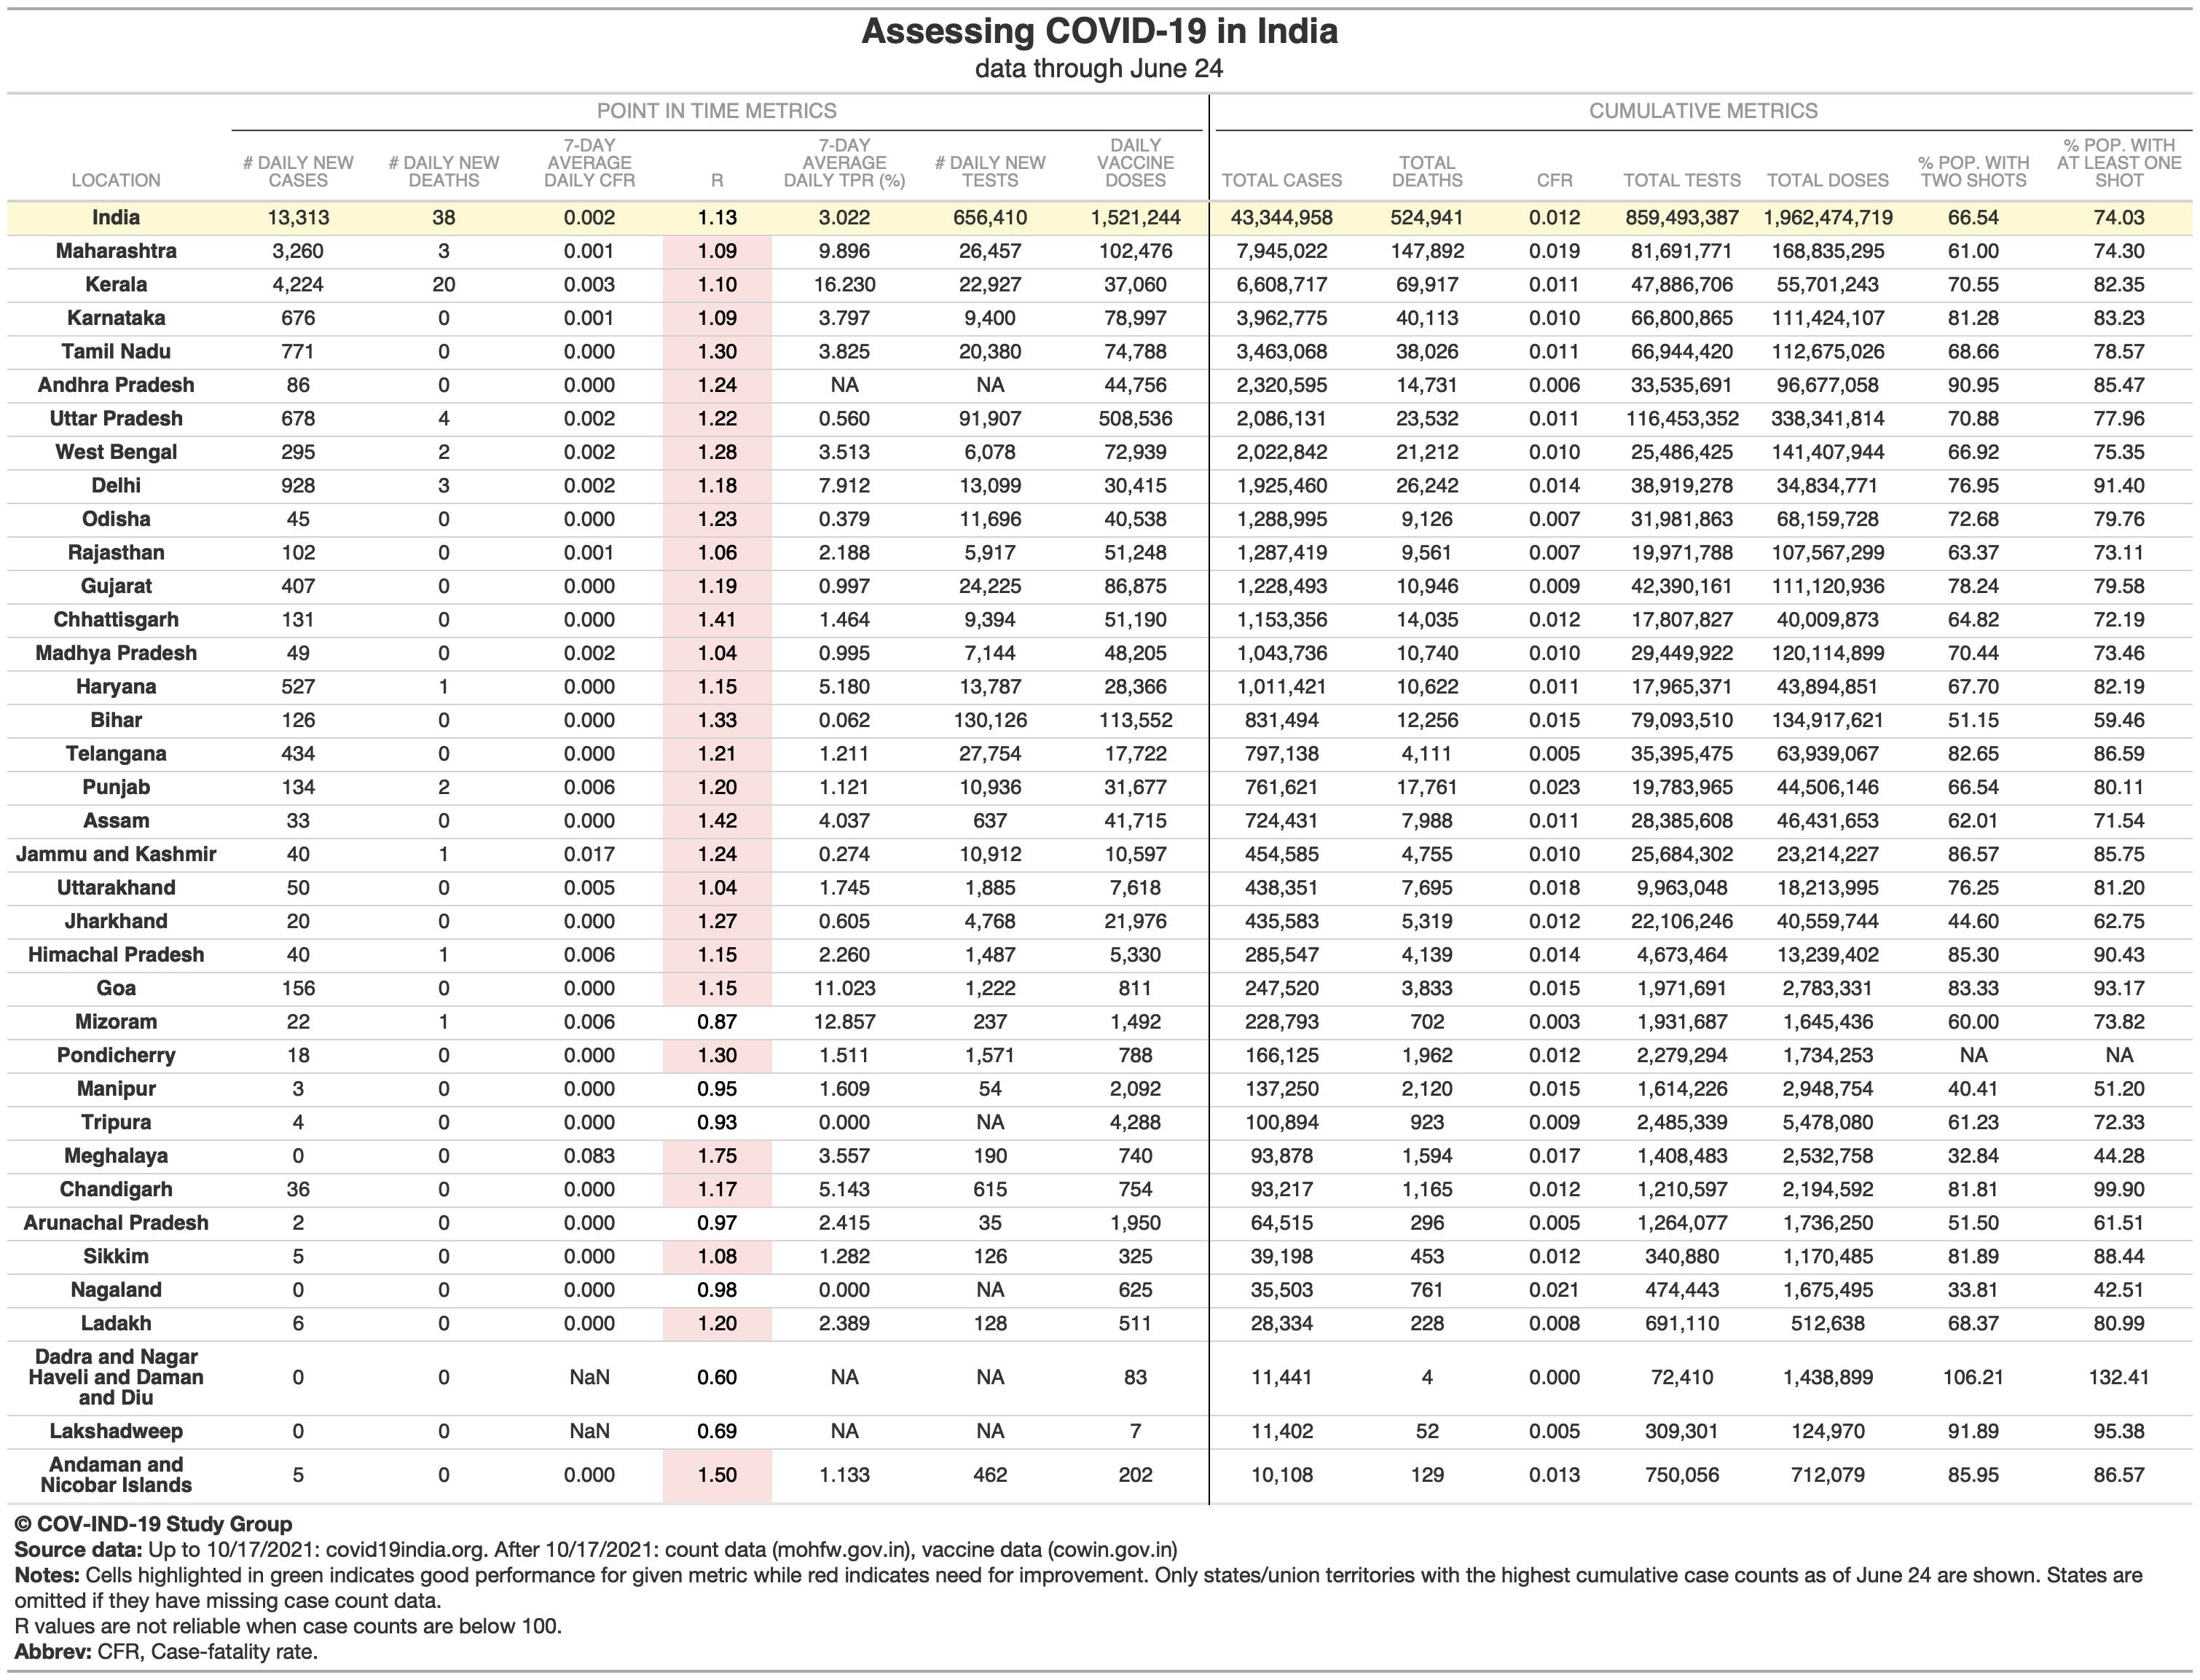 Assessing COVID-19 in India
data through June 24
POINT IN TIME METRICS CUMULATIVE METRICS
LOCATION # DAILY NEW CASES # DAILY NEW DEATHS 7-DAY AVERAGE DAILY CFR R 7-DAY AVERAGE DAILY TPR (%) # DAILY NEW TESTS DAILY VACCINE DOSES TOTAL CASES TOTAL DEATHS CFR TOTAL TESTS TOTAL DOSES % POP. WITH TWO SHOTS % POP. WITH AT LEAST ONE SHOT
India 13,313 38 0.002 1.13 3.022 656,410 1,521,244 43,344,958 524,941 0.012 859,493,387 1,962,474,719 66.54 74.03
Maharashtra 3,260 3 0.001 1.09 9.896 26,457 102,476 7,945,022 147,892 0.019 81,691,771 168,835,295 61.00 74.30
Kerala 4,224 20 0.003 1.10 16.230 22,927 37,060 6,608,717 69,917 0.011 47,886,706 55,701,243 70.55 82.35
Karnataka 676 0 0.001 1.09 3.797 9,400 78,997 3,962,775 40,113 0.010 66,800,865 111,424,107 81.28 83.23
Tamil Nadu 771 0 0.000 1.30 3.825 20,380 74,788 3,463,068 38,026 0.011 66,944,420 112,675,026 68.66 78.57
Andhra Pradesh 86 0 0.000 1.24 NA NA 44,756 2,320,595 14,731 0.006 33,535,691 96,677,058 90.95 85.47
Uttar Pradesh 678 4 0.002 1.22 0.560 91,907 508,536 2,086,131 23,532 0.011 116,453,352 338,341,814 70.88 77.96
West Bengal 295 2 0.002 1.28 3.513 6,078 72,939 2,022,842 21,212 0.010 25,486,425 141,407,944 66.92 75.35
Delhi 928 3 0.002 1.18 7.912 13,099 30,415 1,925,460 26,242 0.014 38,919,278 34,834,771 76.95 91.40
Odisha 45 0 0.000 1.23 0.379 11,696 40,538 1,288,995 9,126 0.007 31,981,863 68,159,728 72.68 79.76
Rajasthan 102 0 0.001 1.06 2.188 5,917 51,248 1,287,419 9,561 0.007 19,971,788 107,567,299 63.37 73.11
Gujarat 407 0 0.000 1.19 0.997 24,225 86,875 1,228,493 10,946 0.009 42,390,161 111,120,936 78.24 79.58
Chhattisgarh 131 0 0.000 1.41 1.464 9,394 51,190 1,153,356 14,035 0.012 17,807,827 40,009,873 64.82 72.19
Madhya Pradesh 49 0 0.002 1.04 0.995 7,144 48,205 1,043,736 10,740 0.010 29,449,922 120,114,899 70.44 73.46
Haryana 527 1 0.000 1.15 5.180 13,787 28,366 1,011,421 10,622 0.011 17,965,371 43,894,851 67.70 82.19
Bihar 126 0 0.000 1.33 0.062 130,126 113,552 831,494 12,256 0.015 79,093,510 134,917,621 51.15 59.46
Telangana 434 0 0.000 1.21 1.211 27,754 17,722 797,138 4,111 0.005 35,395,475 63,939,067 82.65 86.59
Punjab 134 2 0.006 1.20 1.121 10,936 31,677 761,621 17,761 0.023 19,783,965 44,506,146 66.54 80.11
Assam 33 0 0.000 1.42 4.037 637 41,715 724,431 7,988 0.011 28,385,608 46,431,653 62.01 71.54
Jammu and Kashmir 40 1 0.017 1.24 0.274 10,912 10,597 454,585 4,755 0.010 25,684,302 23,214,227 86.57 85.75
Uttarakhand 50 0 0.005 1.04 1.745 1,885 7,618 438,351 7,695 0.018 9,963,048 18,213,995 76.25 81.20
Jharkhand 20 0 0.000 1.27 0.605 4,768 21,976 435,583 5,319 0.012 22,106,246 40,559,744 44.60 62.75
Himachal Pradesh 40 1 0.006 1.15 2.260 1,487 5,330 285,547 4,139 0.014 4,673,464 13,239,402 85.30 90.43
Goa 156 0 0.000 1.15 11.023 1,222 811 247,520 3,833 0.015 1,971,691 2,783,331 83.33 93.17
Mizoram 22 1 0.006 0.87 12.857 237 1,492 228,793 702 0.003 1,931,687 1,645,436 60.00 73.82
Pondicherry 18 0 0.000 1.30 1.511 1,571 788 166,125 1,962 0.012 2,279,294 1,734,253 NA NA
Manipur 3 0 0.000 0.95 1.609 54 2,092 137,250 2,120 0.015 1,614,226 2,948,754 40.41 51.20
Tripura 4 0 0.000 0.93 0.000 NA 4,288 100,894 923 0.009 2,485,339 5,478,080 61.23 72.33
Meghalaya 0 0 0.083 1.75 3.557 190 740 93,878 1,594 0.017 1,408,483 2,532,758 32.84 44.28
Chandigarh 36 0 0.000 1.17 5.143 615 754 93,217 1,165 0.012 1,210,597 2,194,592 81.81 99.90
Arunachal Pradesh 2 0 0.000 0.97 2.415 35 1,950 64,515 296 0.005 1,264,077 1,736,250 51.50 61.51
Sikkim 5 0 0.000 1.08 1.282 126 325 39,198 453 0.012 340,880 1,170,485 81.89 88.44
Nagaland 0 0 0.000 0.98 0.000 NA 625 35,503 761 0.021 474,443 1,675,495 33.81 42.51
Ladakh 6 0 0.000 1.20 2.389 128 511 28,334 228 0.008 691,110 512,638 68.37 80.99
Dadra and Nagar Haveli and Daman and Diu 0 0 NaN 0.60 NA NA 83 11,441 4 0.000 72,410 1,438,899 106.21 132.41
Lakshadweep 0 0 NaN 0.69 NA NA 7 11,402 52 0.005 309,301 124,970 91.89 95.38
Andaman and Nicobar Islands 5 0 0.000 1.50 1.133 462 202 10,108 129 0.013 750,056 712,079 85.95 86.57
© COV-IND-19 Study Group
Source data: Up to 10/17/2021: covid19india.org. After 10/17/2021: count data (mohfw.gov.in), vaccine data (cowin.gov.in)
Notes: Cells highlighted in green indicates good performance for given metric while red indicates need for improvement. Only states/union territories with the highest cumulative case counts as of June 24 are shown. States are
omitted if they have missing case count data.
R values are not reliable when case counts are below 100.
Abbrev: CFR, Case-fatality rate.